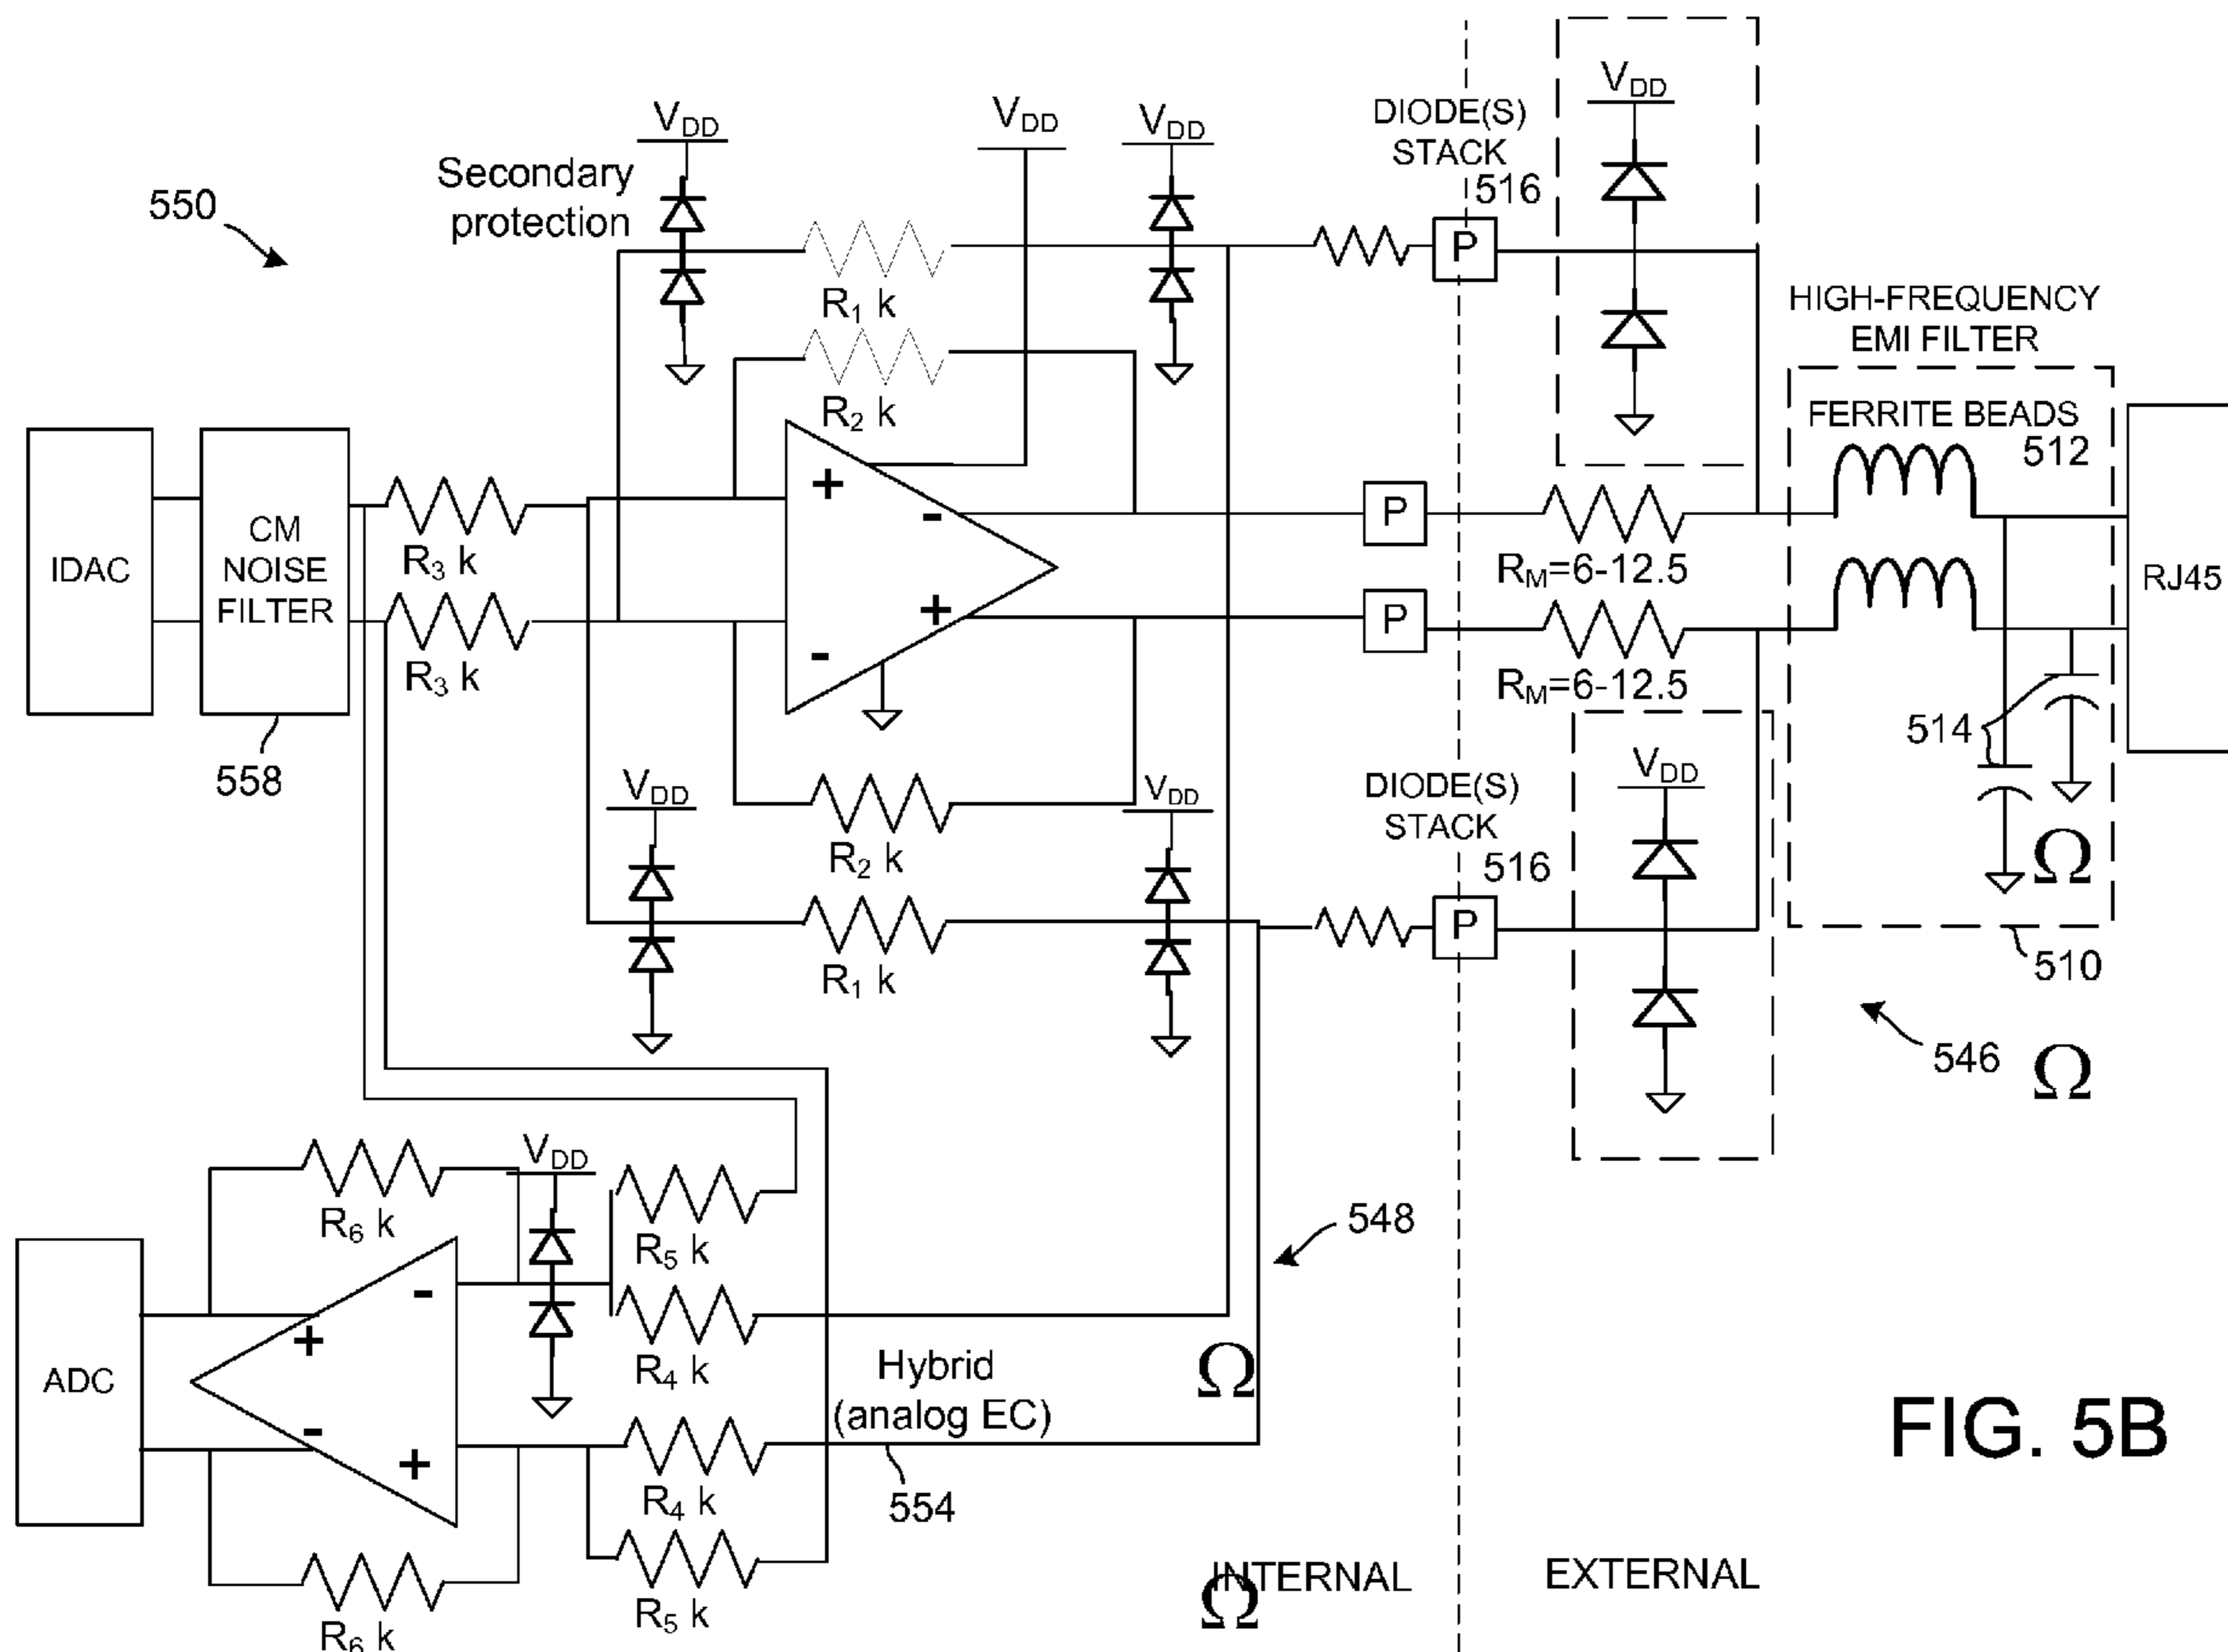 550
Secondary
protection
VDD
VDD
VDD
DIODE(S)
STACK
516
VDD
R1 k
R2 k
P
HIGH-FREQUENCY
EMI FILTER
FERRITE BEADS
512
IDAC
CM
NOISE
FILTER
558
R3 k
R3 k
+
-
-
+
P
P
RM=6-12.5
RM=6-12.5
RJ45
514
Ω
510
546
Ω
VDD
R2 k
R1 k
VDD
DIODE(S)
STACK
516
P
VDD
548
R6 k
VDD
R5 k
R4 k
ADC
-
+
-
+
Hybrid
(analog EC)
Ω
554
R4 k
R5 k
R6 k
INTERNAL
Ω
EXTERNAL
FIG. 5B